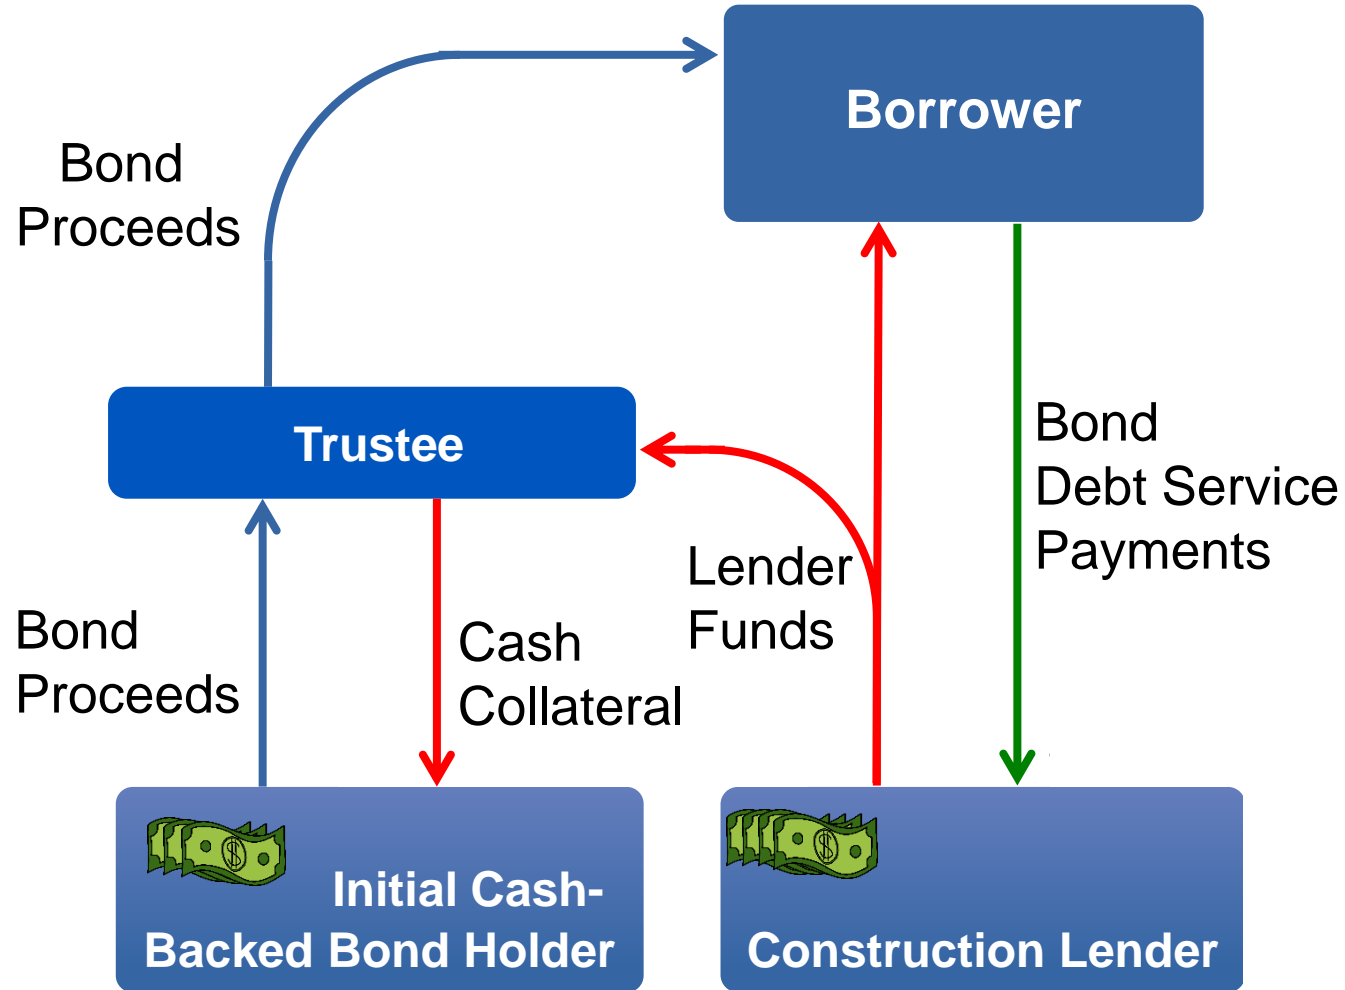 Borrower
Bond
Proceeds
Trustee
Bond
Debt Service
Payments
Lender
Funds
Bond
Proceeds
Cash
Collateral
Initial Cash-
Backed Bond Holder
Construction Lender